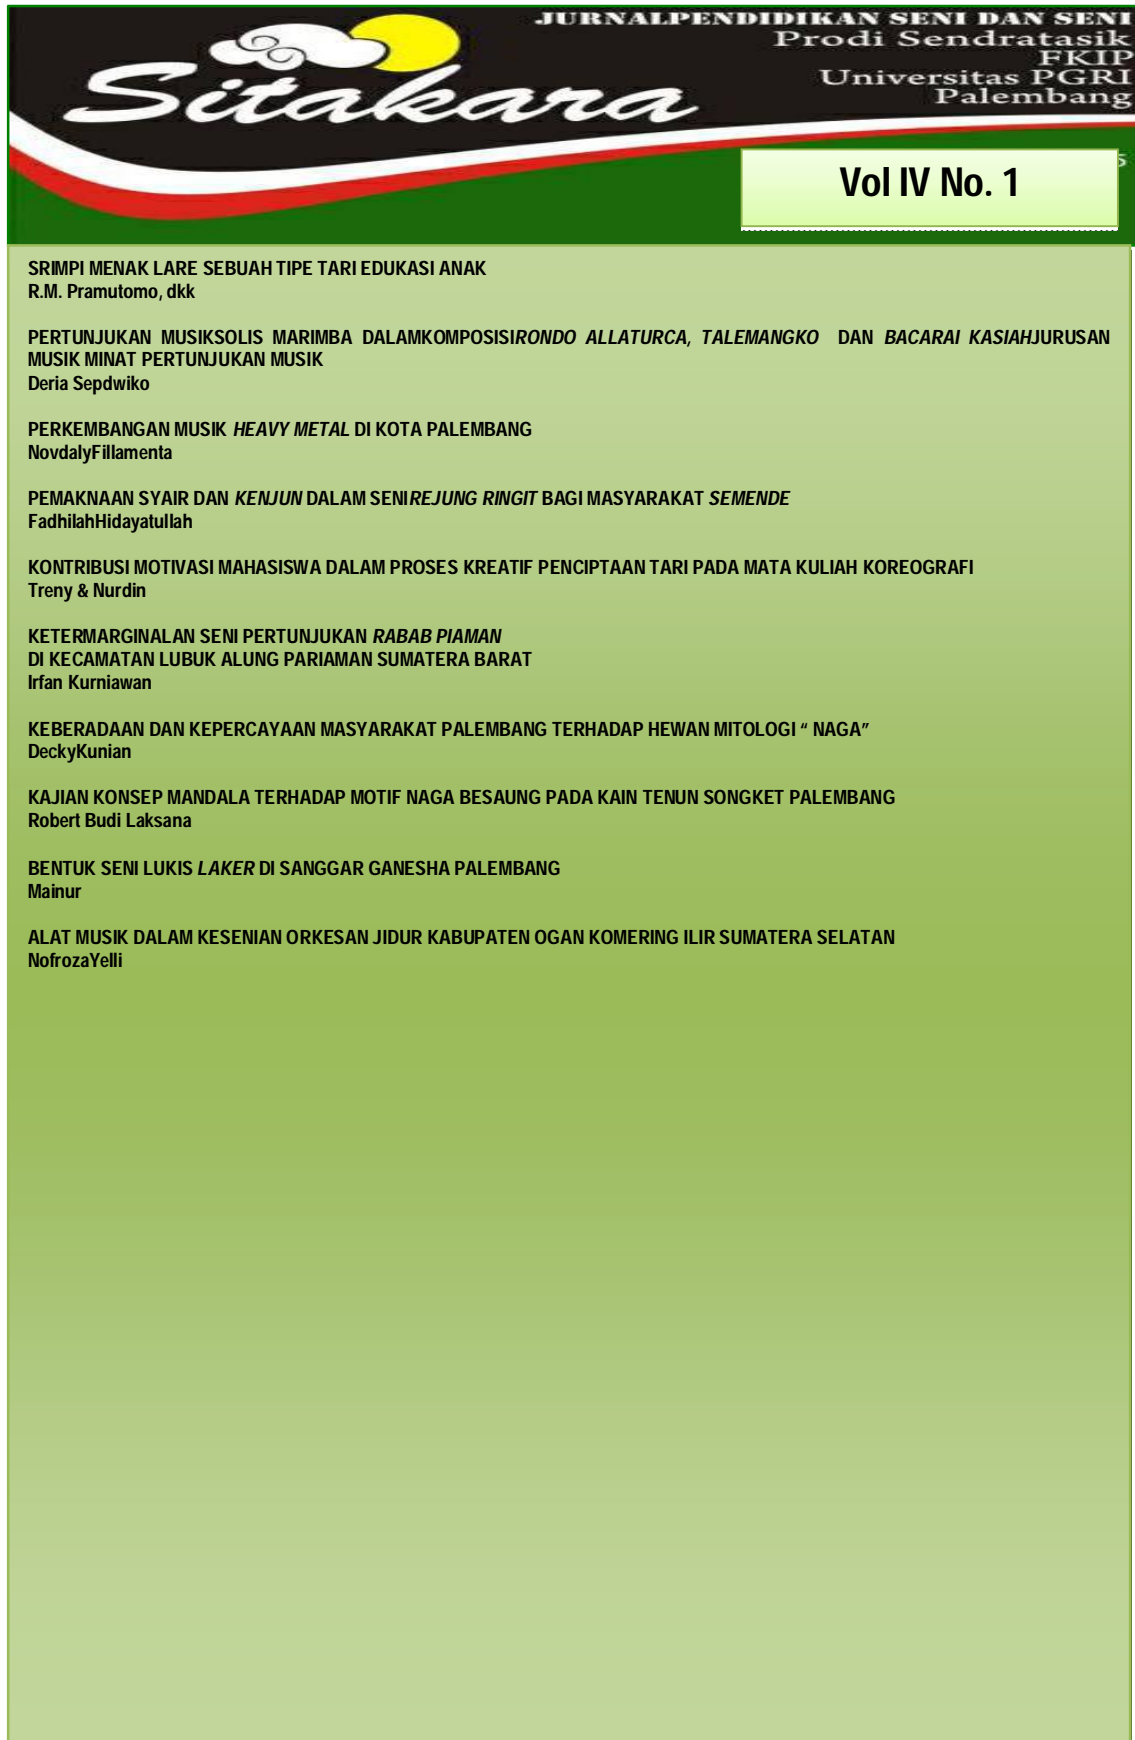 JURNALPENDIDIKAN SENI DAN SENI
Prodi Sendratasik
FKIP
Universitas PGRI
Palembang
Sitakara
5
Vol IV No. 1
SRIMPI MENAK LARE SEBUAH TIPE TARI EDUKASI ANAK
R.M. Pramutomo, dkk
PERTUNJUKAN MUSIKSOLIS MARIMBA DALAMKOMPOSISIRONDO ALLATURCA, TALEMANGKO DAN BACARAI KASIAHJURUSAN
MUSIK MINAT PERTUNJUKAN MUSIK
Deria Sepdwiko
PERKEMBANGAN MUSIK HEAVY METAL DI KOTA PALEMBANG
NovdalyFillamenta
PEMAKNAAN SYAIR DAN KENJUN DALAM SENIREJUNG RINGIT BAGI MASYARAKAT SEMENDE
FadhilahHidayatullah
KONTRIBUSI MOTIVASI MAHASISWA DALAM PROSES KREATIF PENCIPTAAN TARI PADA MATA KULIAH KOREOGRAFI
Treny & Nurdin
KETERMARGINALAN SENI PERTUNJUKAN RABAB PIAMAN
DI KECAMATAN LUBUK ALUNG PARIAMAN SUMATERA BARAT
Irfan Kurniawan
KEBERADAAN DAN KEPERCAYAAN MASYARAKAT PALEMBANG TERHADAP HEWAN MITOLOGI “ NAGA”
DeckyKunian
KAJIAN KONSEP MANDALA TERHADAP MOTIF NAGA BESAUNG PADA KAIN TENUN SONGKET PALEMBANG
Robert Budi Laksana
BENTUK SENI LUKIS LAKER DI SANGGAR GANESHA PALEMBANG
Mainur
ALAT MUSIK DALAM KESENIAN ORKESAN JIDUR KABUPATEN OGAN KOMERING ILIR SUMATERA SELATAN
NofrozaYelli